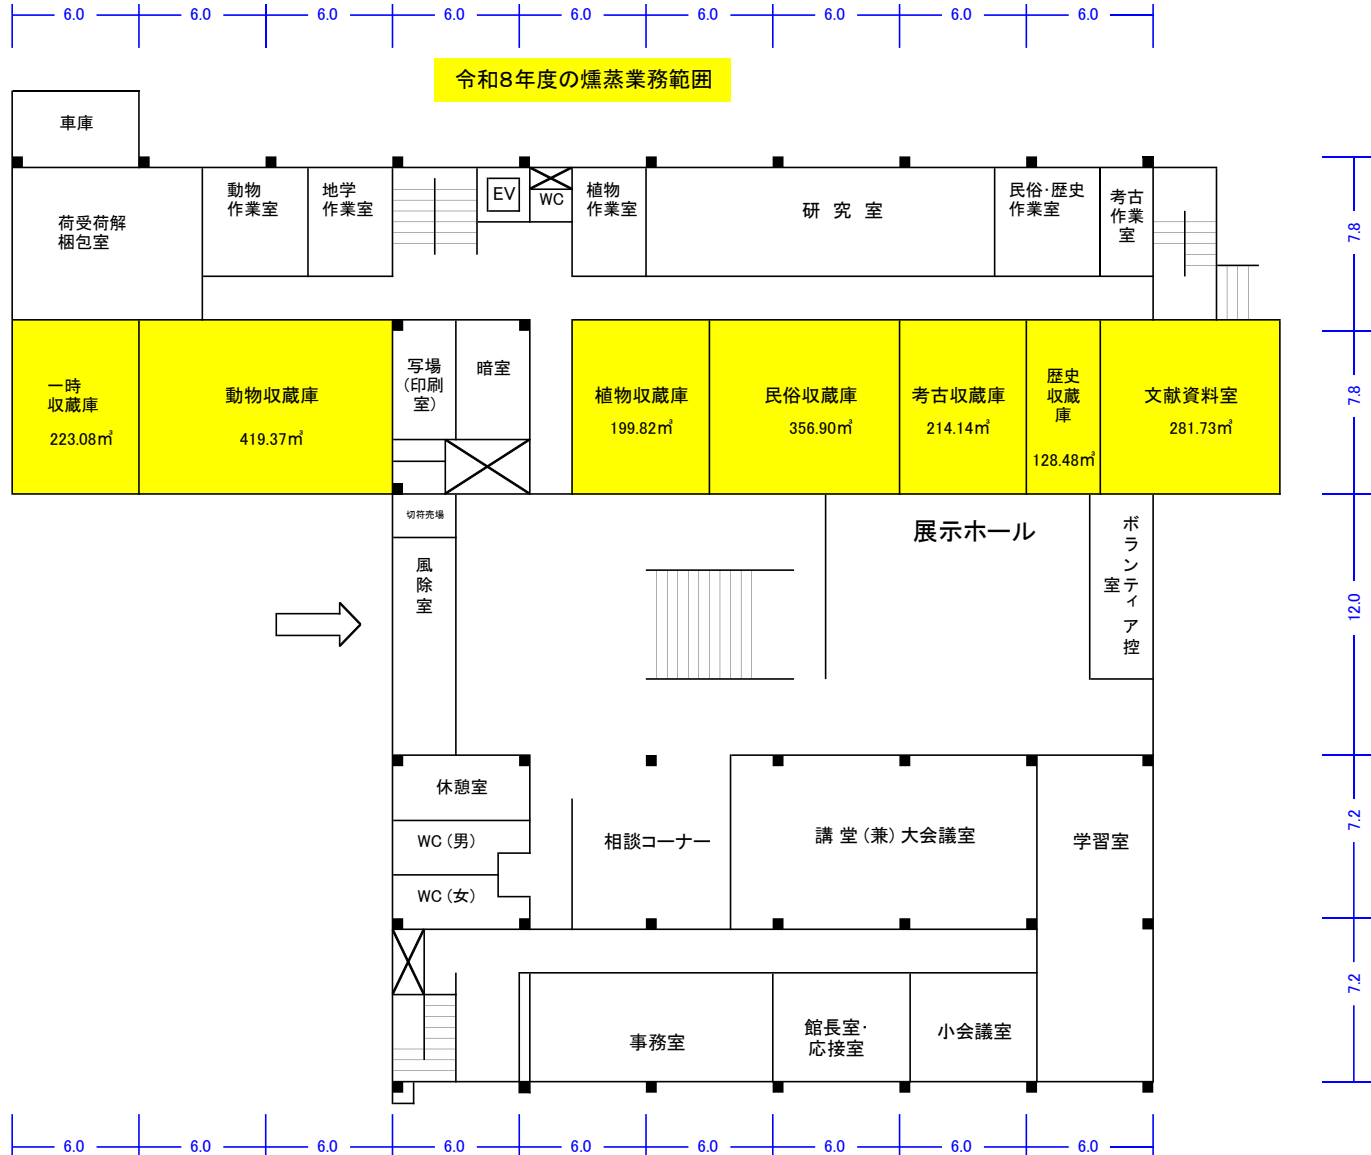 6.0 6.0 6.0 6.0 6.0 6.0 6.0 6.0 6.0
令和8年度の燻蒸業務範囲
車庫
荷受荷解
梱包室
動物
作業室
地学
作業室
EV
WC
植物
作業室
研 究 室
民俗・歴史
作業室
考古
作業
室
7.8
一時
収蔵庫
223.08㎥
動物収蔵庫
419.37㎥
写場
(印刷
室)
暗室
植物収蔵庫
199.82㎥
民俗収蔵庫
356.90㎥
考古収蔵庫
214.14㎥
歴史
収蔵
庫
128.48㎥
文献資料室
281.73㎥
7.8
切符売場
風除室
展示ホール
ボランティア控
室
12.0
休憩室
WC (男)
WC (女)
相談コーナー
講 堂 (兼) 大会議室
学習室
7.2
事務室
館長室・
応接室
小会議室
7.2
6.0 6.0 6.0 6.0 6.0 6.0 6.0 6.0 6.0